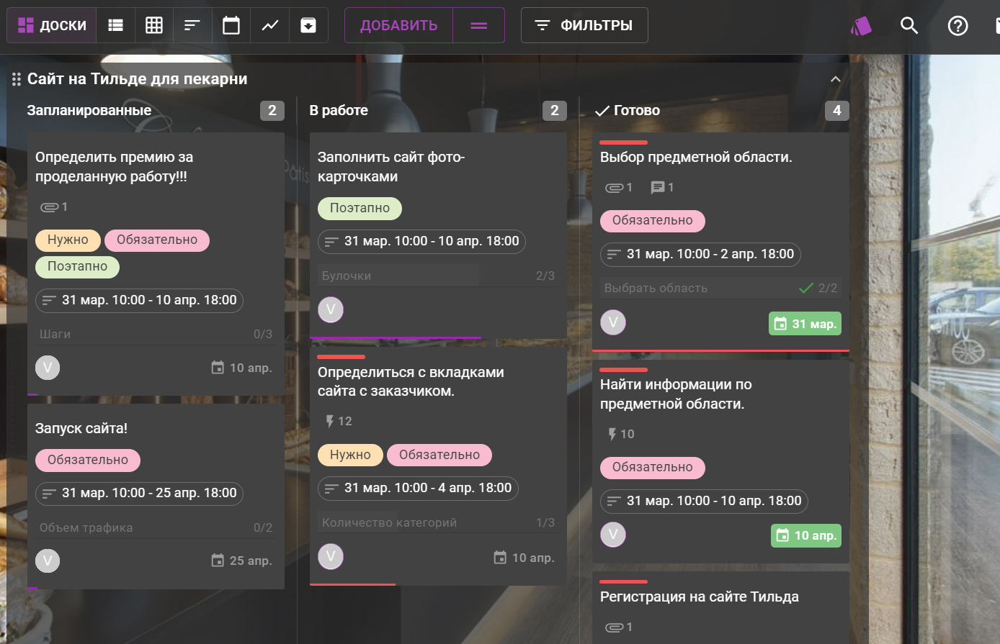 ДОСКИ
ДОБАВИТЬ
ФИЛЬТРЫ
Сайт на Тильде для пекарни
Запланированные 2
Определить премию за
проделанную работу!!!
1
Нужно Обязательно
Поэтапно
31 мар. 10:00 - 10 апр. 18:00
Шаги 0/3
V 10 апр.
Запуск сайта!
Обязательно
31 мар. 10:00 - 25 апр. 18:00
Объем трафика 0/2
V 25 апр.
В работе 2
Заполнить сайт фото-
карточками
Поэтапно
31 мар. 10:00 - 10 апр. 18:00
Булочки 2/3
V
Определиться с вкладками
сайта с заказчиком.
12
Нужно Обязательно
31 мар. 10:00 - 4 апр. 18:00
Количество категорий 1/3
V 10 апр.
Готово 4
Выбор предметной области.
1 1
Обязательно
31 мар. 10:00 - 2 апр. 18:00
Выбрать область 2/2
V 31 мар.
Найти информации по
предметной области.
10
Обязательно
31 мар. 10:00 - 10 апр. 18:00
V 10 апр.
Регистрация на сайте Тильда
1